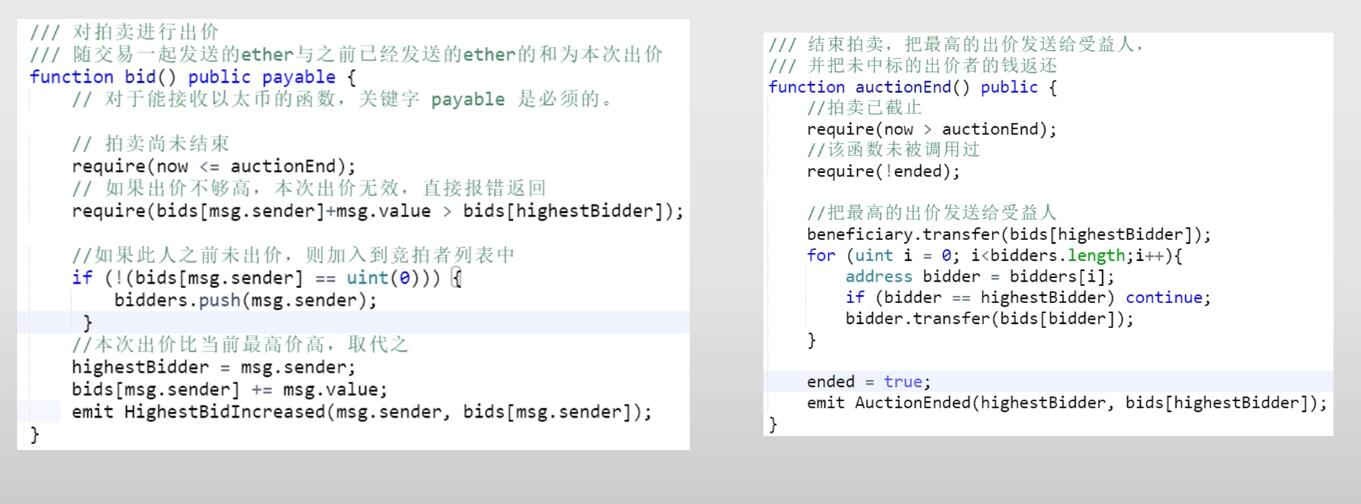 /// 对拍卖进行出价
/// 随交易一起发送的ether与之前已经发送的ether的和为本次出价
function bid() public payable {
// 对于能接收以太币的函数，关键字 payable 是必须的。
// 拍卖尚未结束
require(now <= auctionEnd);
// 如果出价不够高，本次出价无效，直接报错返回
require(bids[msg.sender]+msg.value > bids[highestBidder]);
//如果此人之前未出价，则加入到竞拍者列表中
if (!(bids[msg.sender] == uint(0))) {
bidders.push(msg.sender);
}
//本次出价比当前最高价高，取代之
highestBidder = msg.sender;
bids[msg.sender] += msg.value;
emit HighestBidIncreased(msg.sender, bids[msg.sender]);
}
/// 结束拍卖，把最高的出价发送给受益人，
/// 并把未中标的出价者的钱返还
function auctionEnd() public {
//拍卖已截止
require(now > auctionEnd);
//该函数未被调用过
require(!ended);
//把最高的出价发送给受益人
beneficiary.transfer(bids[highestBidder]);
for (uint i = 0; i<bidders.length;i++){
address bidder = bidders[i];
if (bidder == highestBidder) continue;
bidder.transfer(bids[bidder]);
}
ended = true;
emit AuctionEnded(highestBidder, bids[highestBidder]);
}